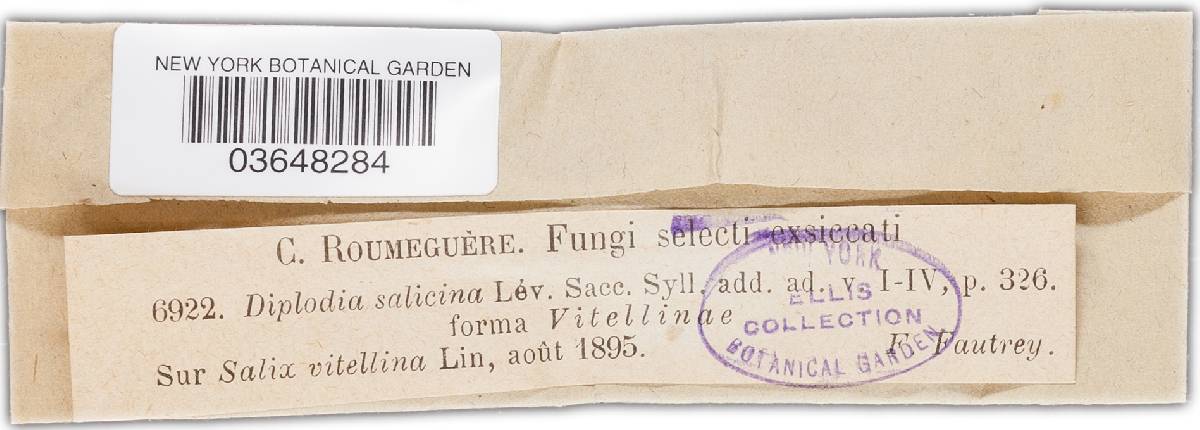 NEW YORK BOTANICAL GARDEN
03648284
C. ROUMEGUÈRE. Fungi selecti exsiccati
6922. Diplodia salicina Lév. Sacc. Syll. add. ad. v. I-IV, p. 326.
forma Vitellinae
Sur Salix vitellina Lin, août 1895. F. Fautrey.
NEW YORK
ELLIS
COLLECTION
BOTANICAL GARDEN